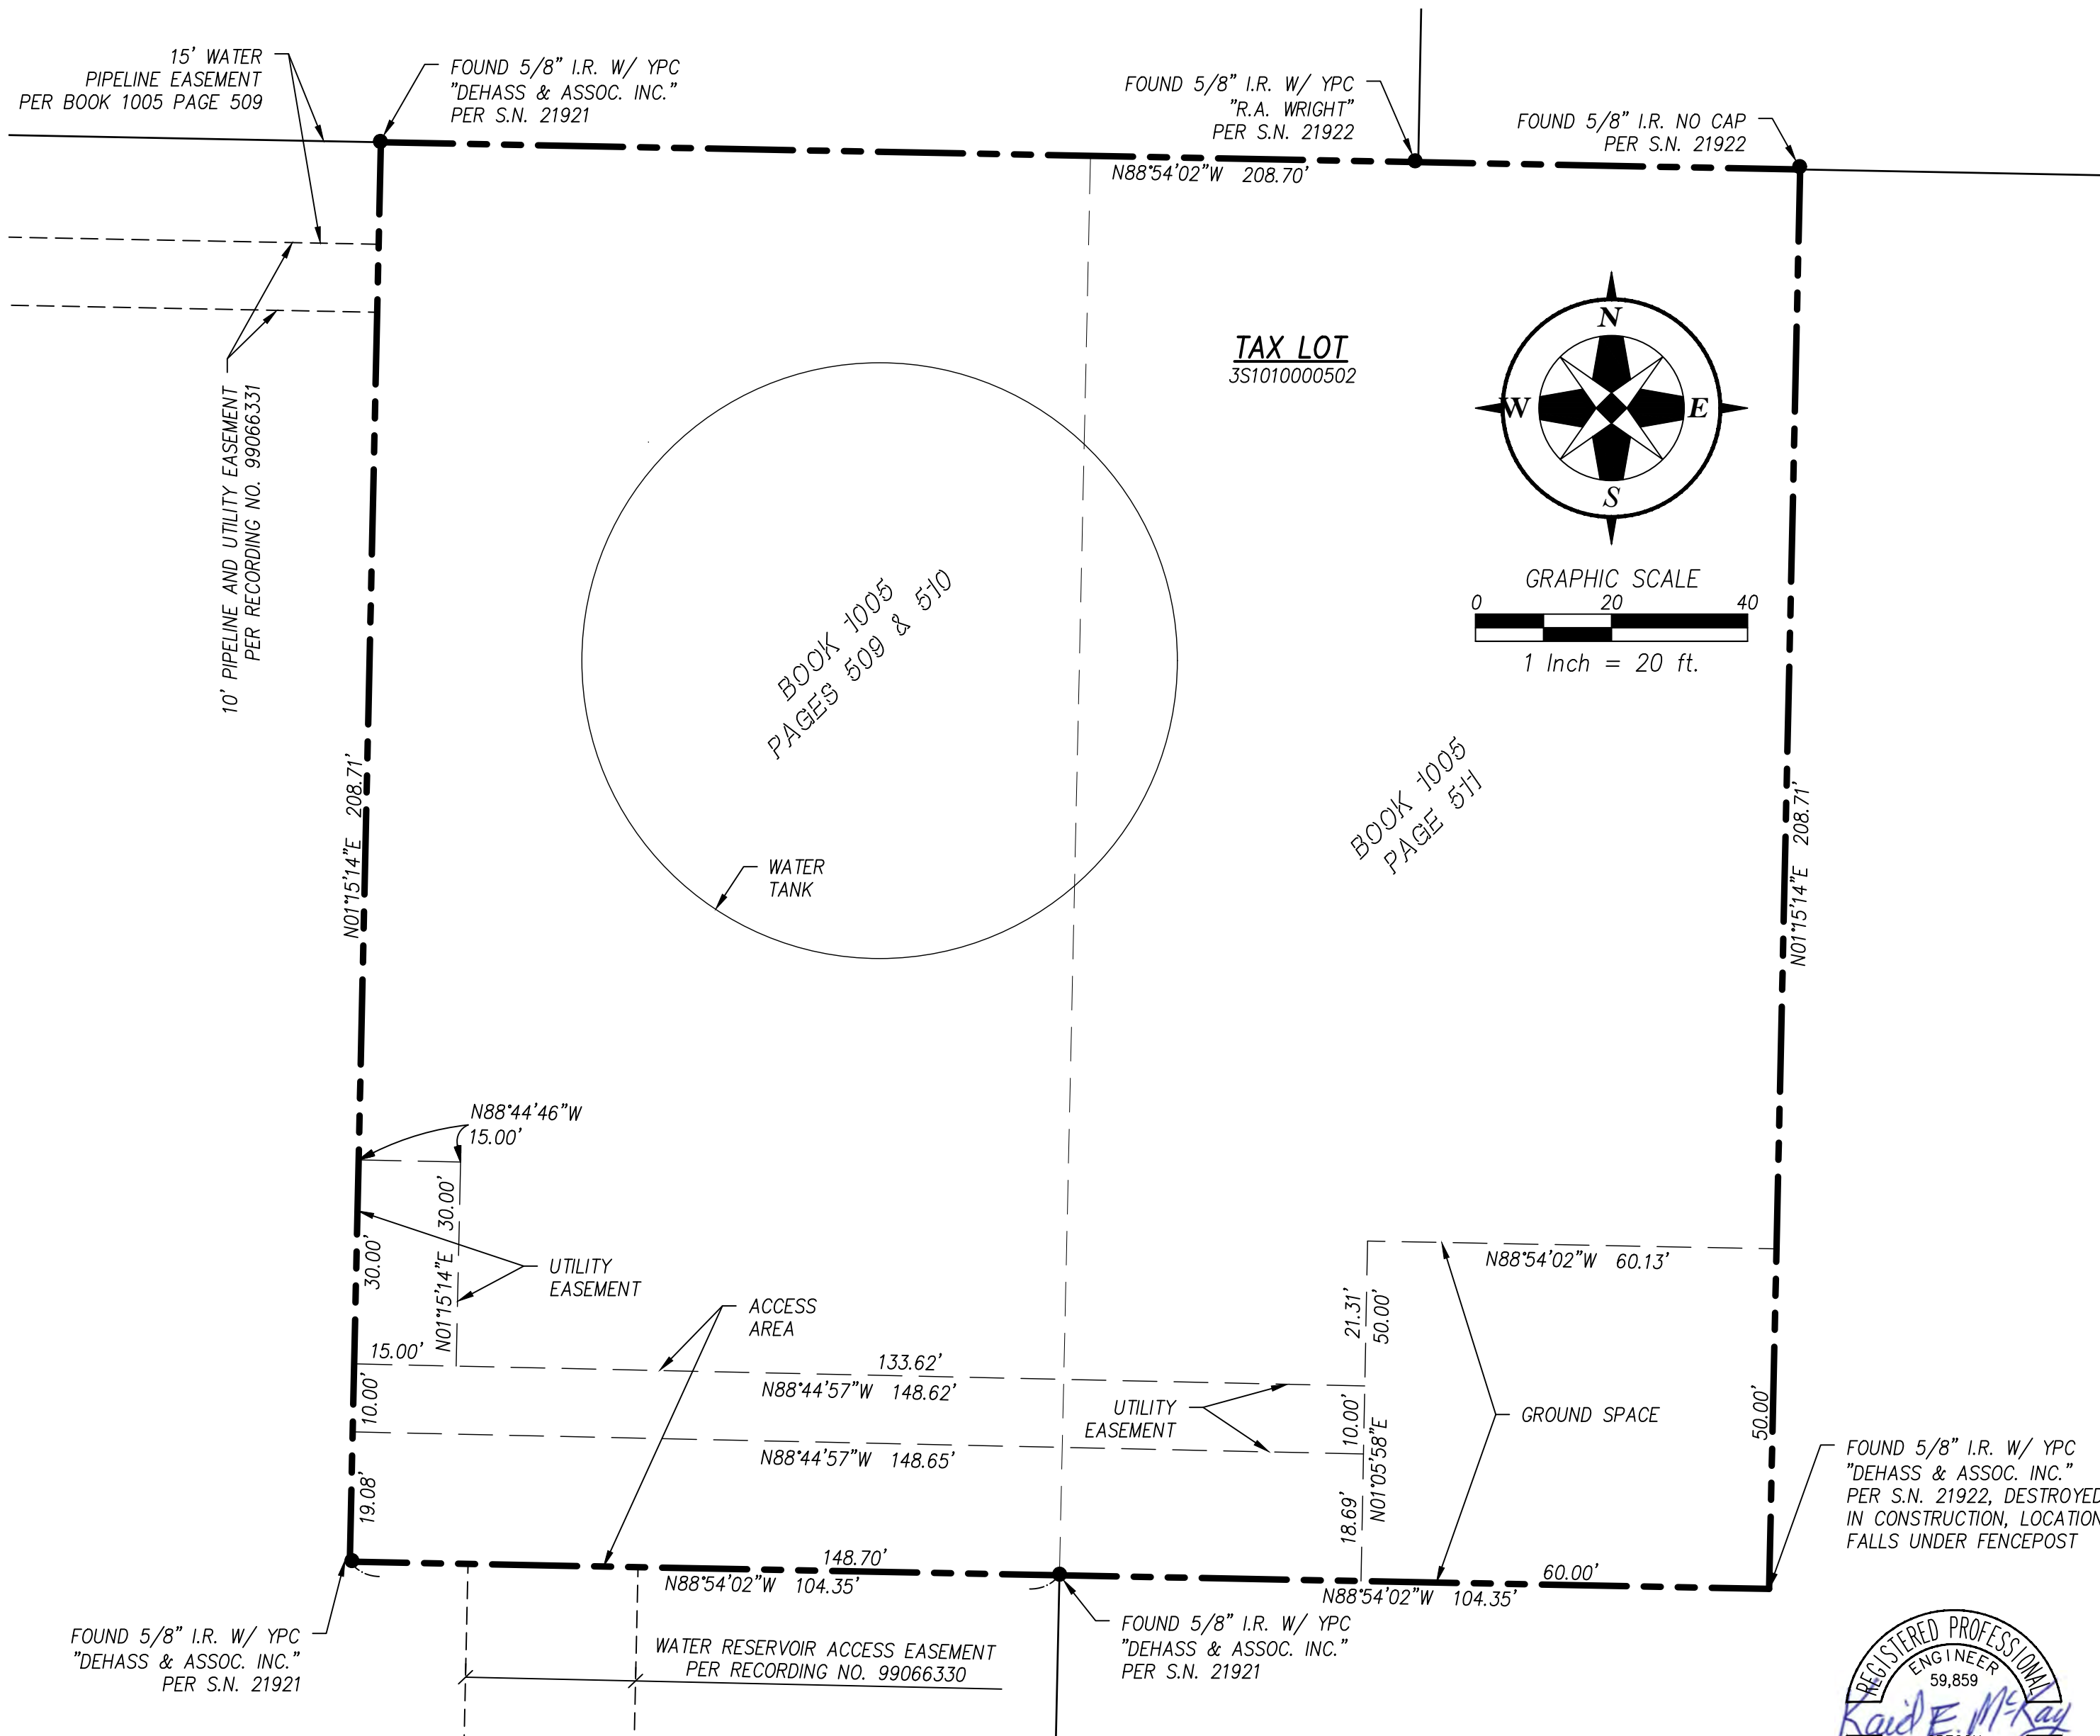 15' WATER
PIPELINE EASEMENT
PER BOOK 1005 PAGE 509
FOUND 5/8" I.R. W/ YPC
"DEHASS & ASSOC. INC."
PER S.N. 21921
FOUND 5/8" I.R. W/ YPC
"R.A. WRIGHT"
PER S.N. 21922
FOUND 5/8" I.R. NO CAP
PER S.N. 21922
N88°54'02"W 208.70'
10' PIPELINE AND UTILITY EASEMENT
PER RECORDING NO. 99066331
TAX LOT
3S1010000502
N
W
E
S
GRAPHIC SCALE
0 20 40
1 Inch = 20 ft.
BOOK 1005
PAGES 509 & 510
BOOK 1005
PAGE 511
N01°15'14"E 208.71'
N01°15'14"E 208.71'
WATER
TANK
N88°44'46"W
15.00'
30.00'
N01°15'14"E 30.00'
UTILITY
EASEMENT
ACCESS
AREA
N88°54'02"W 60.13'
21.31'
50.00'
15.00'
133.62'
N88°44'57"W 148.62'
10.00'
UTILITY
EASEMENT
10.00'
N01°05'58"E
GROUND SPACE
50.00'
N88°44'57"W 148.65'
19.08'
18.69'
FOUND 5/8" I.R. W/ YPC
"DEHASS & ASSOC. INC."
PER S.N. 21922, DESTROYED
IN CONSTRUCTION, LOCATION
FALLS UNDER FENCEPOST
148.70'
N88°54'02"W 104.35'
60.00'
N88°54'02"W 104.35'
FOUND 5/8" I.R. W/ YPC
"DEHASS & ASSOC. INC."
PER S.N. 21921
WATER RESERVOIR ACCESS EASEMENT
PER RECORDING NO. 99066330
FOUND 5/8" I.R. W/ YPC
"DEHASS & ASSOC. INC."
PER S.N. 21921
REGISTERED PROFESSIONAL
ENGINEER
59,859